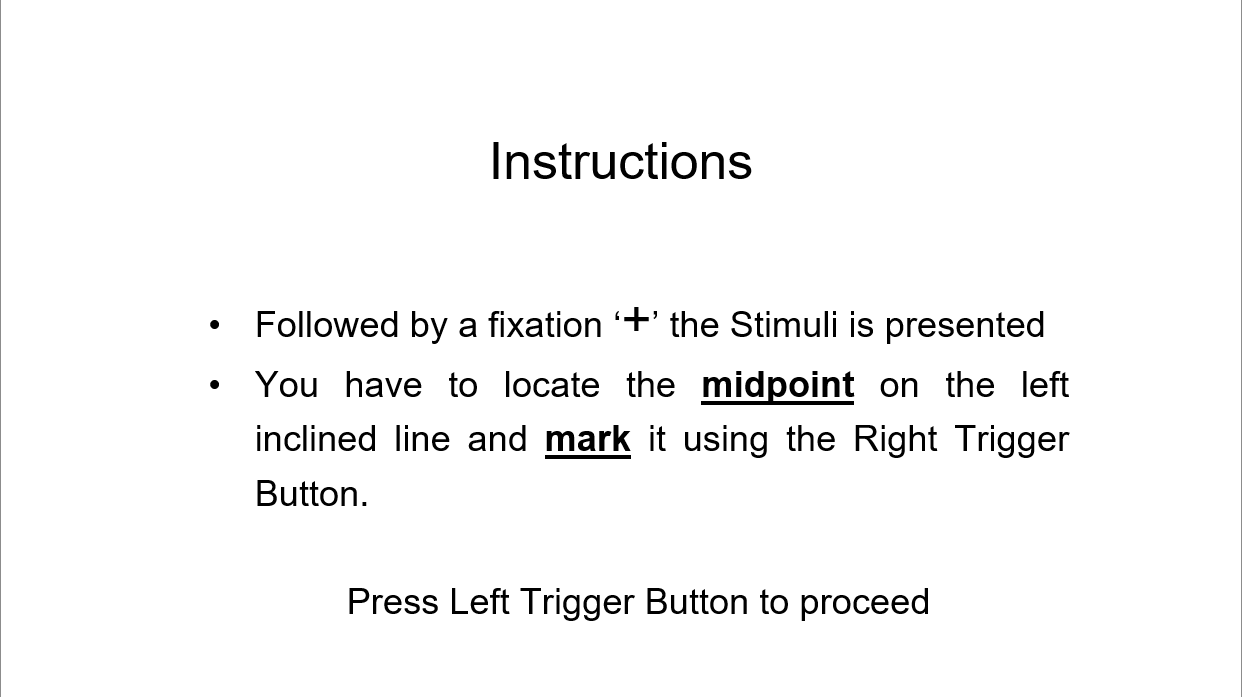 Instructions
• Followed by a fixation ‘+’ the Stimuli is presented
• You have to locate the midpoint on the left
inclined line and mark it using the Right Trigger
Button.
Press Left Trigger Button to proceed